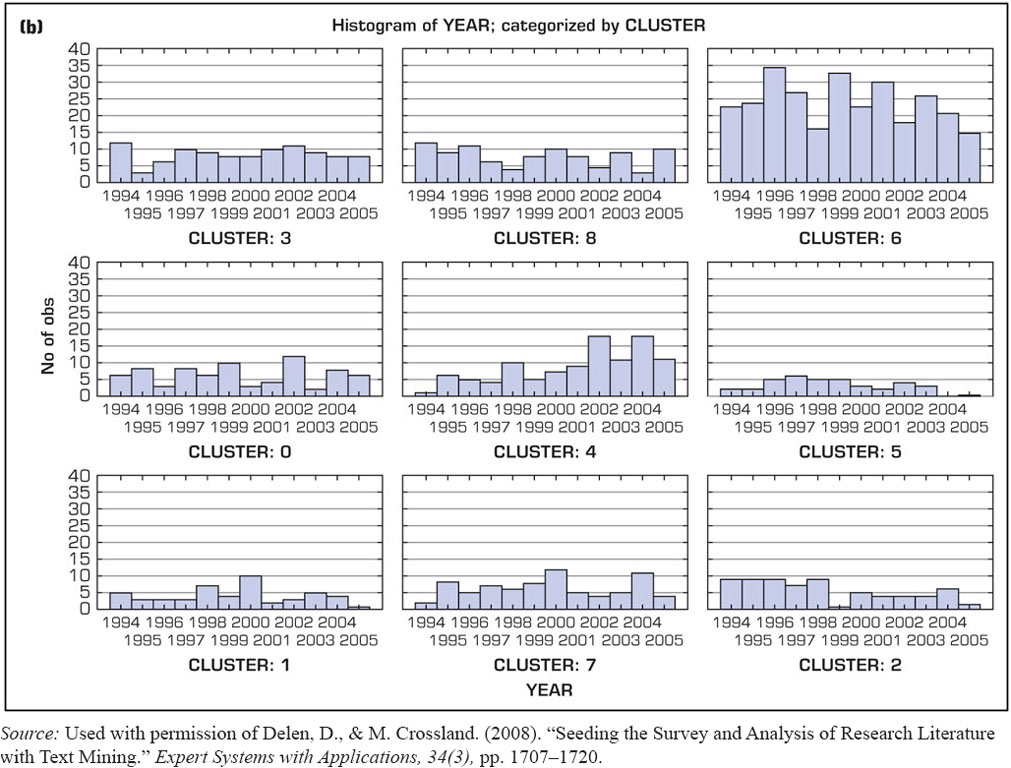 (b) Histogram of YEAR; categorized by CLUSTER
No of obs
40
35
30
25
20
15
10
5
0
1994 1996 1998 2000 2002 2004
1995 1997 1999 2001 2003 2005
CLUSTER: 3
1994 1996 1998 2000 2002 2004
1995 1997 1999 2001 2003 2005
CLUSTER: 8
1994 1996 1998 2000 2002 2004
1995 1997 1999 2001 2003 2005
CLUSTER: 6
40
35
30
25
20
15
10
5
0
1994 1996 1998 2000 2002 2004
1995 1997 1999 2001 2003 2005
CLUSTER: 0
1994 1996 1998 2000 2002 2004
1995 1997 1999 2001 2003 2005
CLUSTER: 4
1994 1996 1998 2000 2002 2004
1995 1997 1999 2001 2003 2005
CLUSTER: 5
40
35
30
25
20
15
10
5
0
1994 1996 1998 2000 2002 2004
1995 1997 1999 2001 2003 2005
CLUSTER: 1
1994 1996 1998 2000 2002 2004
1995 1997 1999 2001 2003 2005
CLUSTER: 7
1994 1996 1998 2000 2002 2004
1995 1997 1999 2001 2003 2005
CLUSTER: 2
YEAR
Source: Used with permission of Delen, D., & M. Crossland. (2008). “Seeding the Survey and Analysis of Research Literature
with Text Mining.” Expert Systems with Applications, 34(3), pp. 1707–1720.